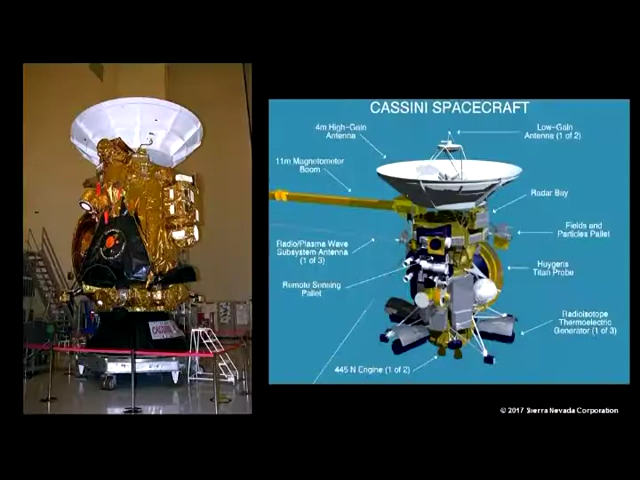 CASSINI SPACECRAFT
4m High-Gain
Antenna
Low-Gain
Antenna (1 of 2)
11m Magnetometer
Boom
Radar Bay
Fields and
Particles Pallet
Radio/Plasma Wave
Subsystem Antenna
(1 of 3)
Huygens
Titan Probe
Remote Sensing
Pallet
Radioisotope
Thermoelectric
Generator (1 of 3)
445 N Engine (1 of 2)
CASSINI
© 2017 Sierra Nevada Corporation